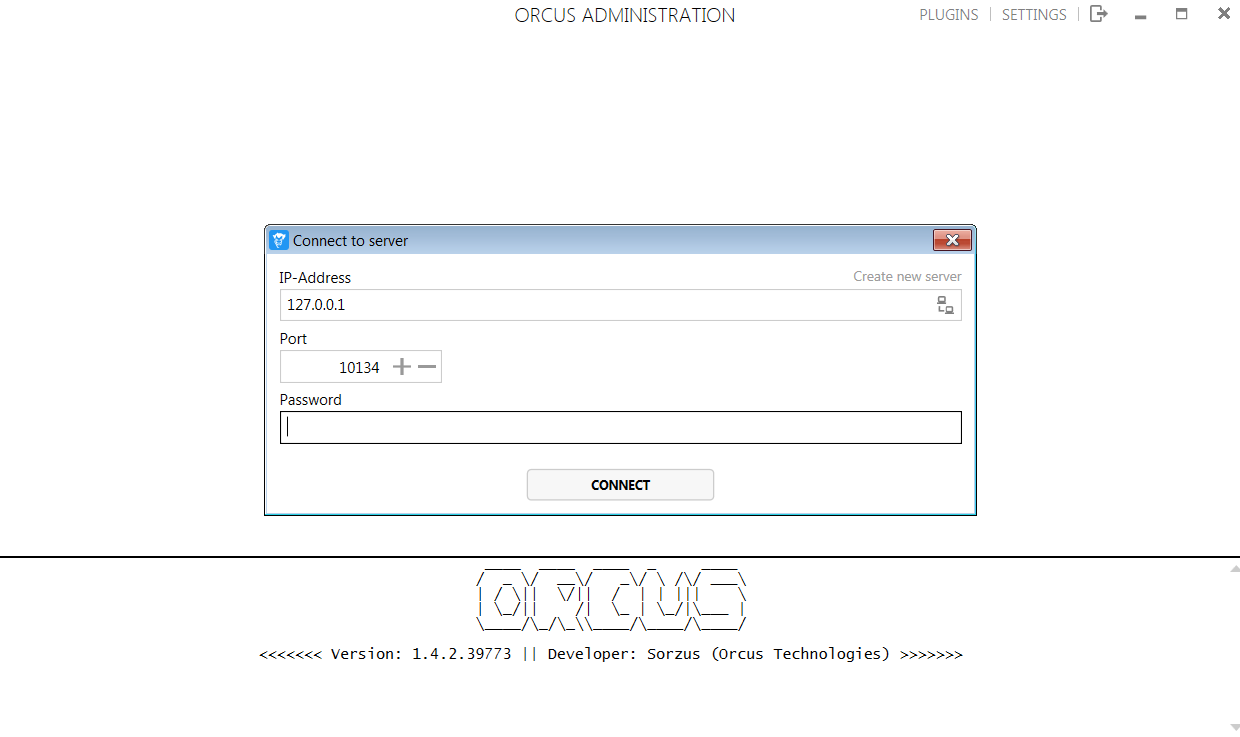 ORCUS ADMINISTRATION
PLUGINS | SETTINGS
Connect to server
IP-Address
Create new server
127.0.0.1
Port
10134
Password
CONNECT
ORCUS
<<<<<<< Version: 1.4.2.39773 || Developer: Sorzus (Orcus Technologies) >>>>>>>